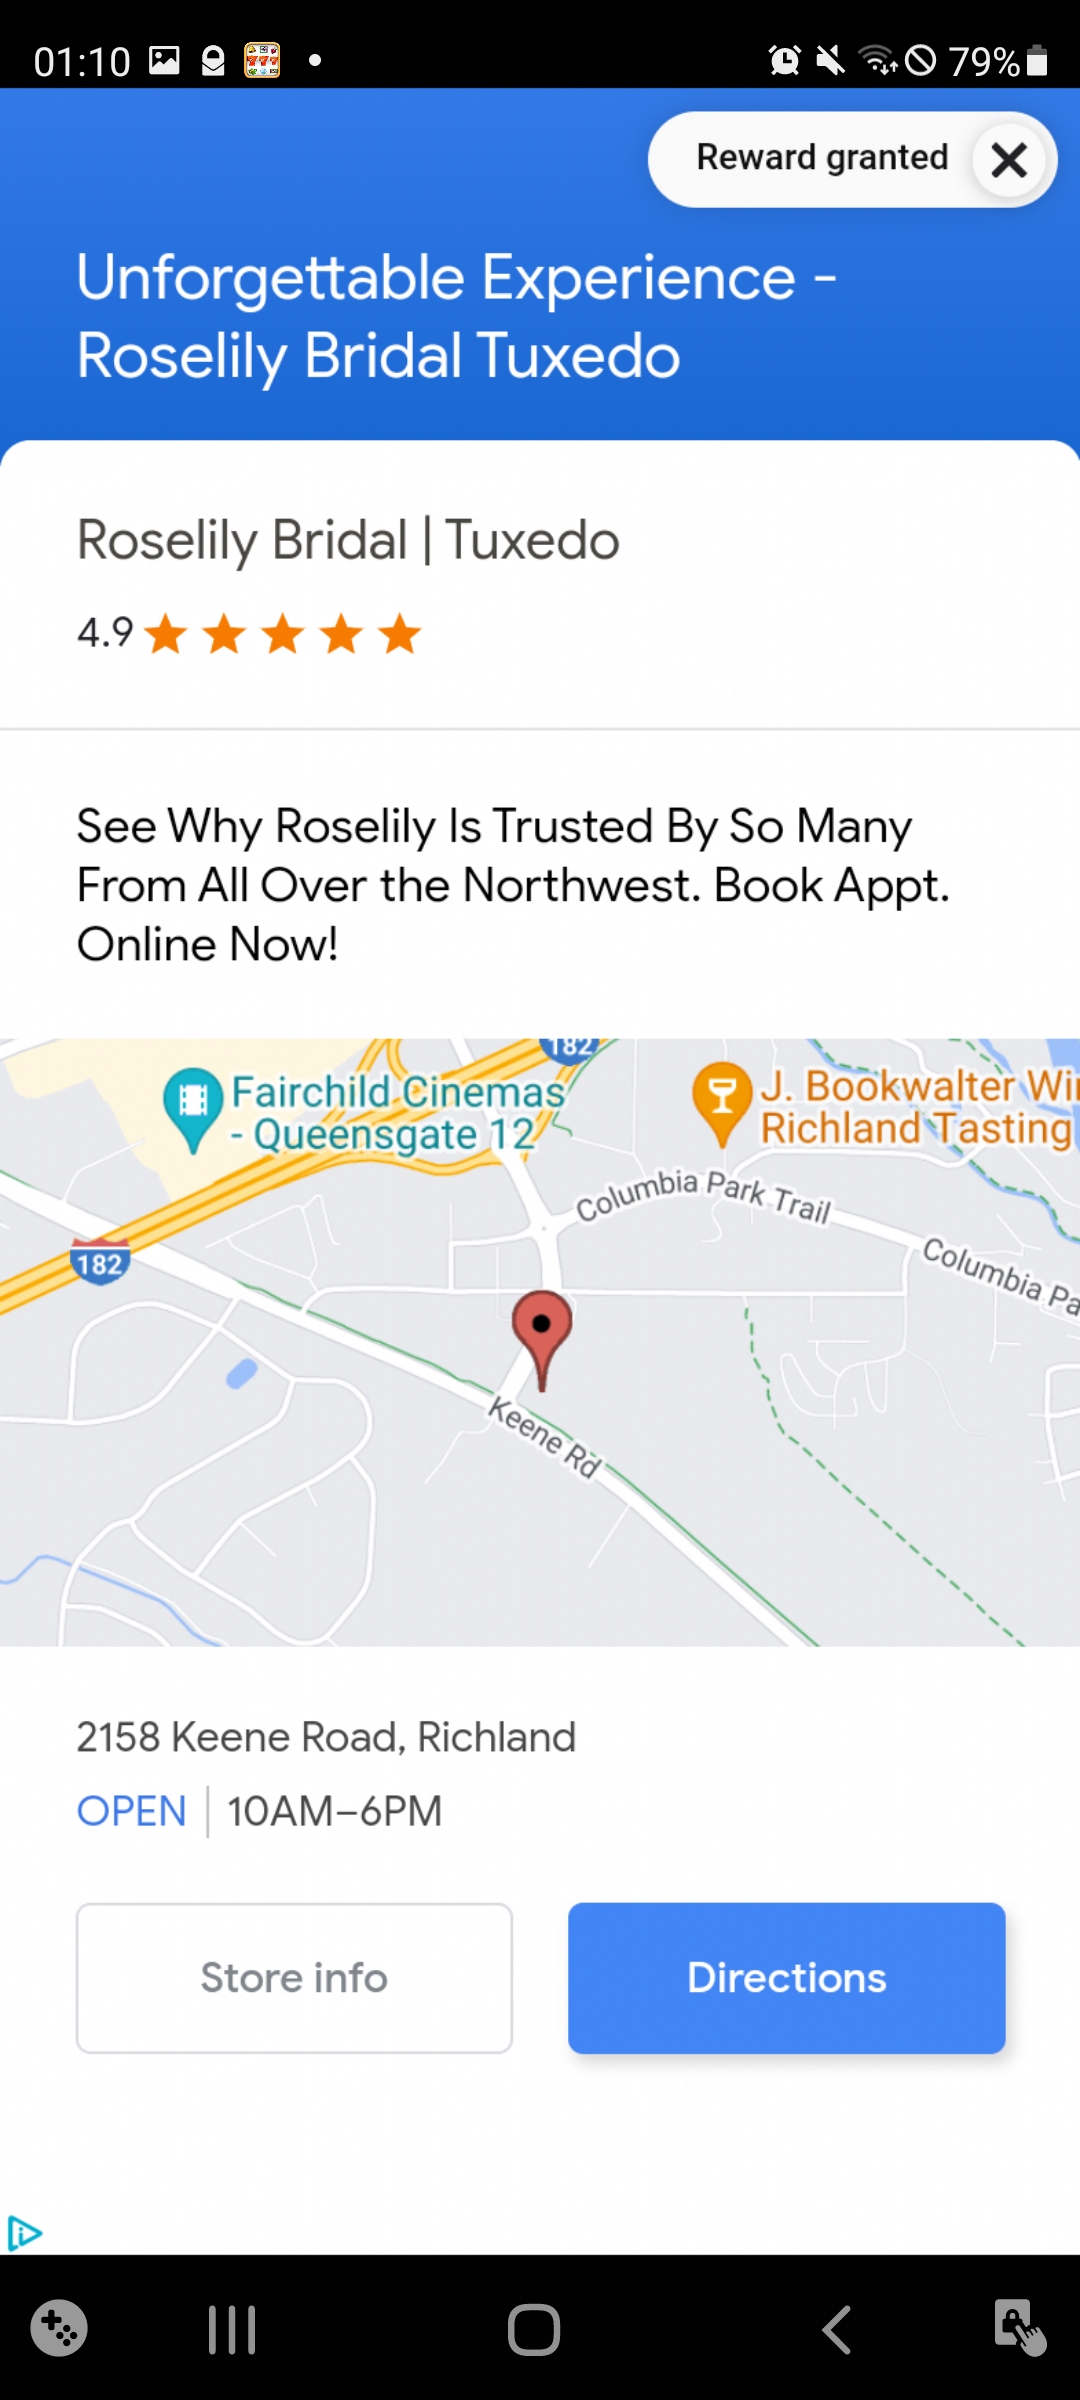 01:10
79%
Reward granted
Unforgettable Experience -
Roselily Bridal Tuxedo
Roselily Bridal | Tuxedo
4.9
See Why Roselily Is Trusted By So Many
From All Over the Northwest. Book Appt.
Online Now!
182
Fairchild Cinemas
- Queensgate 12
J. Bookwalter Wi
Richland Tasting
Columbia Park Trail
182
Columbia Pa
Keene Rd
2158 Keene Road, Richland
OPEN | 10AM–6PM
Store info
Directions